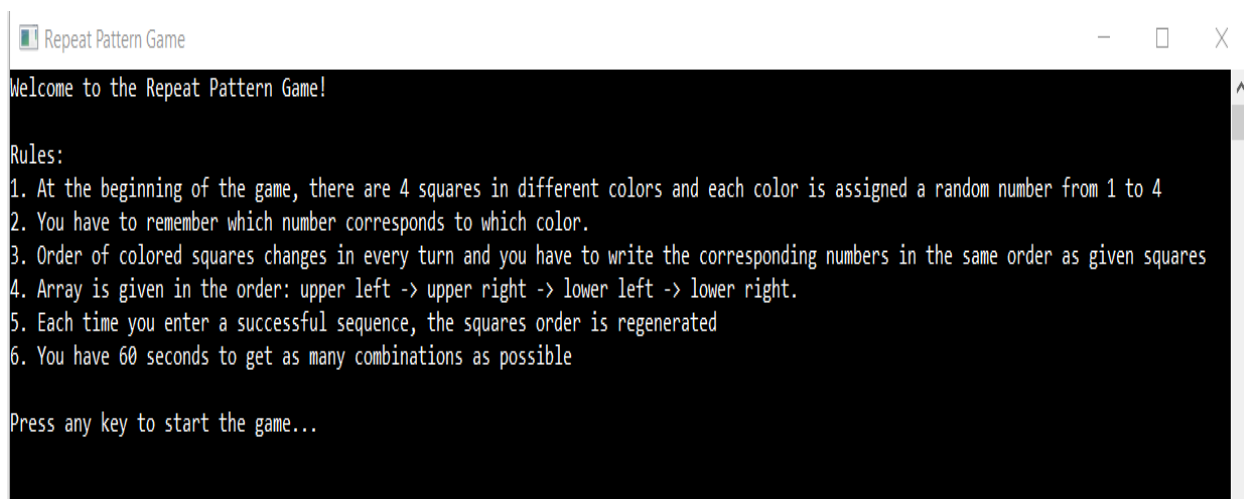 Repeat Pattern Game
Welcome to the Repeat Pattern Game!
Rules:
1. At the beginning of the game, there are 4 squares in different colors and each color is assigned a random number from 1 to 4
2. You have to remember which number corresponds to which color.
3. Order of colored squares changes in every turn and you have to write the corresponding numbers in the same order as given squares
4. Array is given in the order: upper left -> upper right -> lower left -> lower right.
5. Each time you enter a successful sequence, the squares order is regenerated
6. You have 60 seconds to get as many combinations as possible
Press any key to start the game...